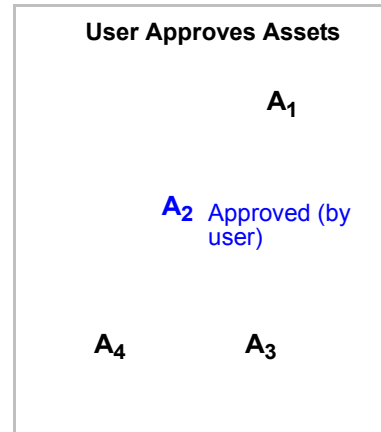 User Approves Assets
A₁
A₂ Approved (by
user)
A₄ A₃